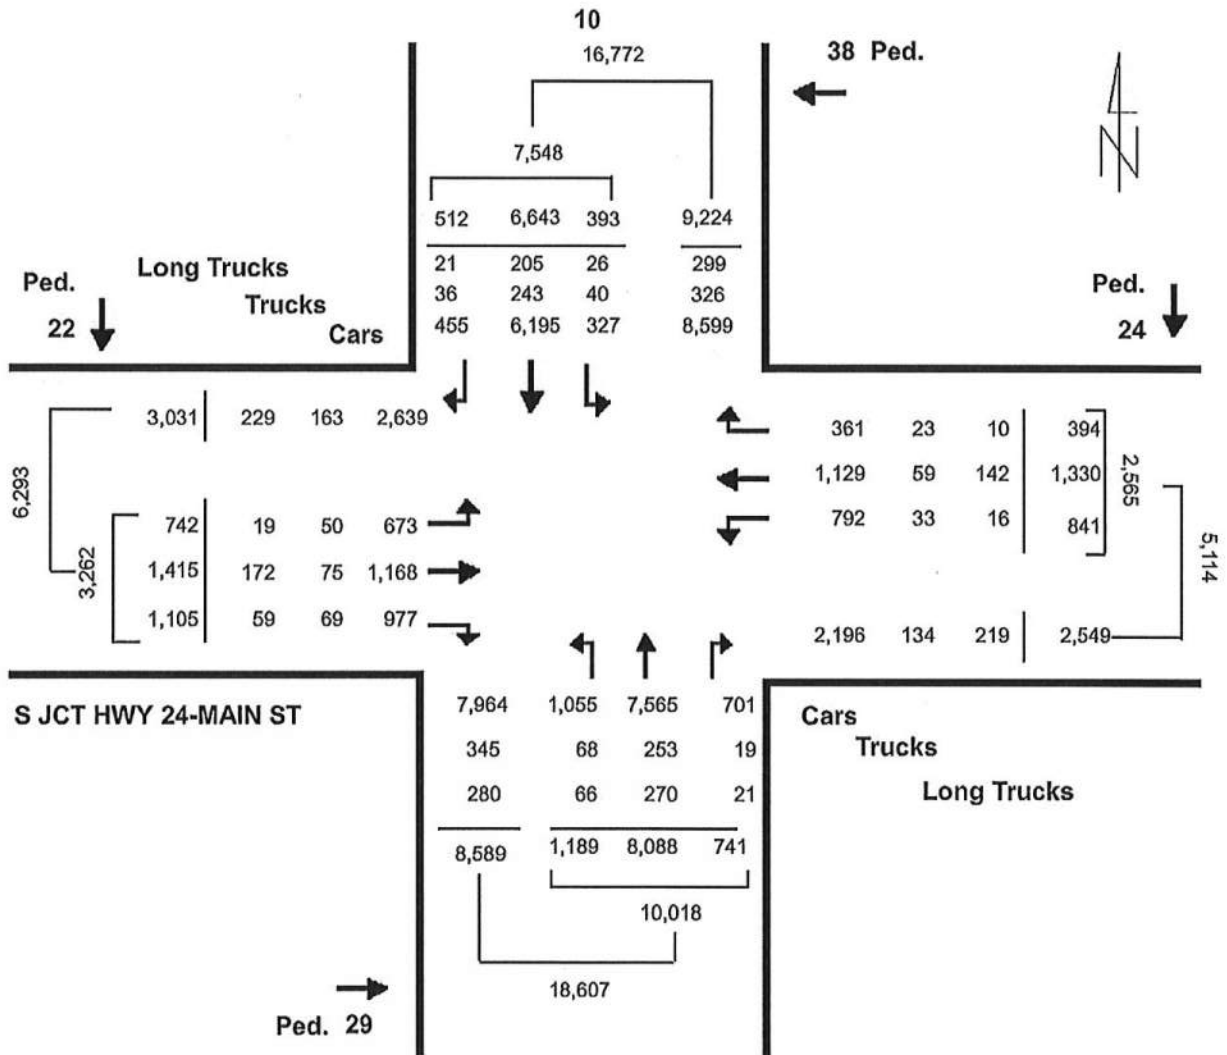 10
16,772
38 Ped.
7,548
512 6,643 393 9,224
21 205 26 299
36 243 40 326
455 6,195 327 8,599
Long Trucks
Trucks
Cars
Ped.
22
Ped.
24
N
3,031 229 163 2,639
6,293
742 19 50 673
1,415 172 75 1,168
1,105 59 69 977
3,262
361 23 10 394
1,129 59 142 1,330
792 33 16 841
2,565
5,114
2,196 134 219 2,549
S JCT HWY 24-MAIN ST
7,964 1,055 7,565 701
345 68 253 19
280 66 270 21
8,589 1,189 8,088 741
10,018
18,607
Cars
Trucks
Long Trucks
Ped. 29